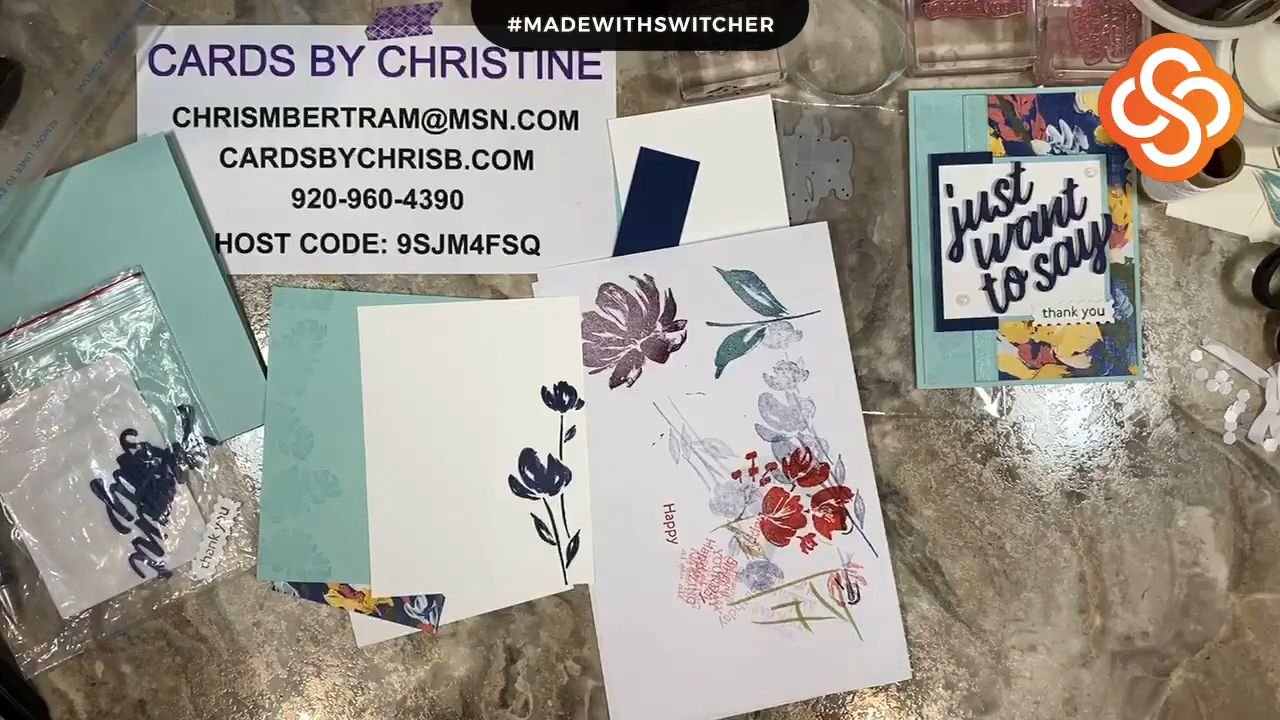 #MADEWITHSWITCHER
CARDS BY CHRISTINE
CHRISMBERTRAM@MSN.COM
CARDSBYCHRISB.COM
920-960-4390
HOST CODE: 9SJM4FSQ
just
want
to say
thank you
thank you
Happy